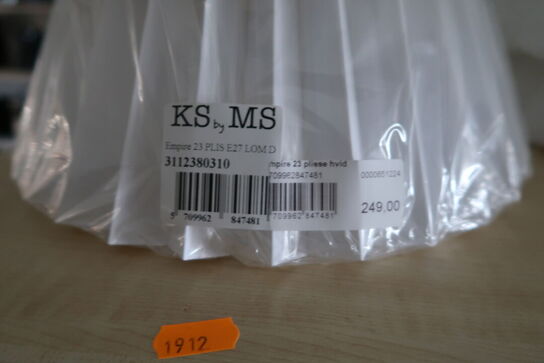 KS by MS
Empire 23 PLIS E27 LOM D
3112380310
5 709962 847481
mpire 23 pliese hvid
709962847481
709962 847481
0000651224
249,00
1912